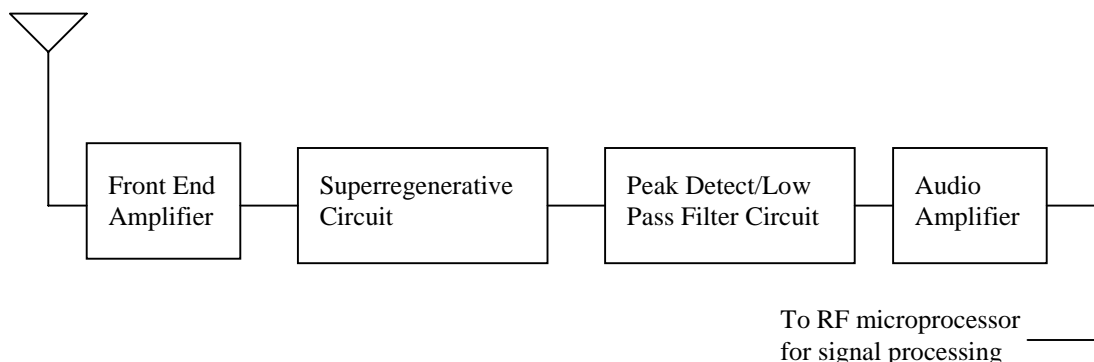 Front End
Amplifier
Superregenerative
Circuit
Peak Detect/Low
Pass Filter Circuit
Audio
Amplifier
To RF microprocessor
for signal processing